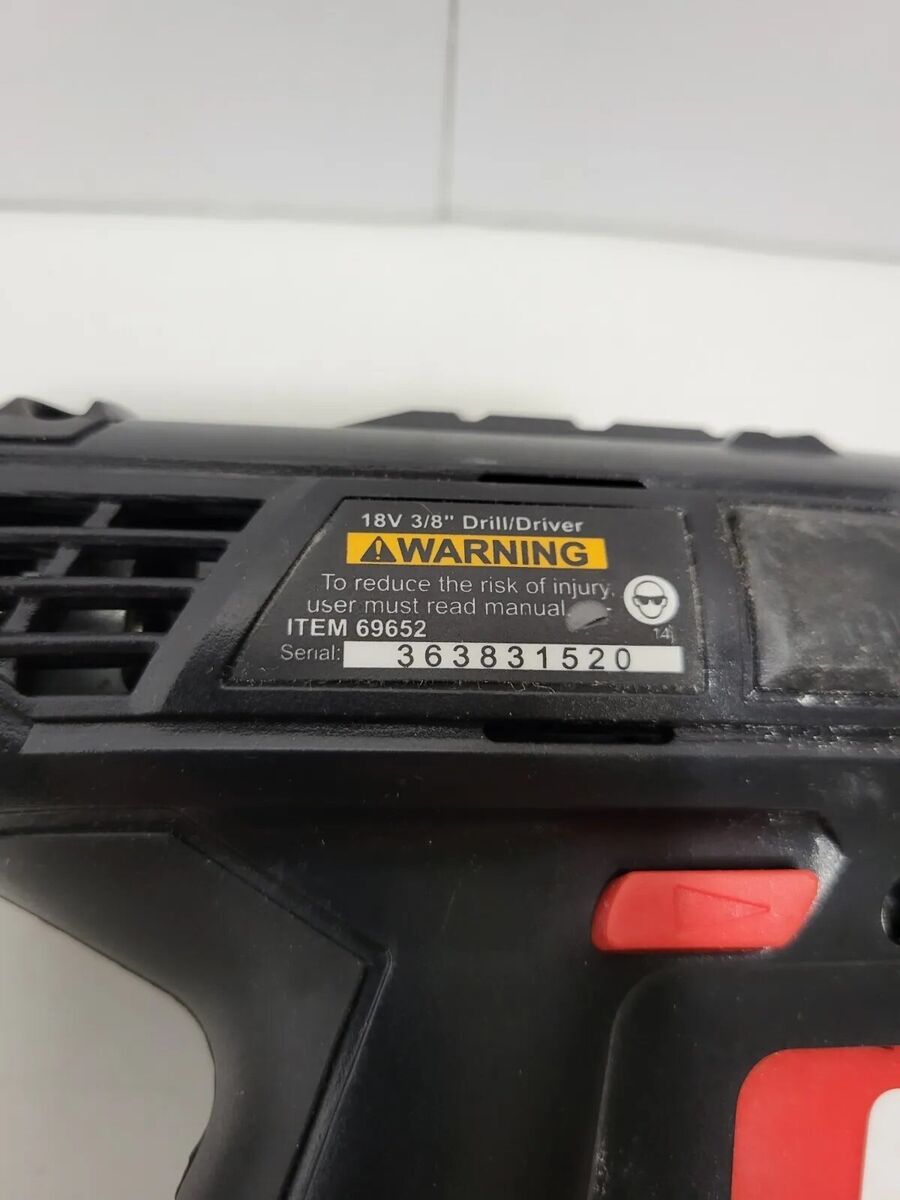 18V 3/8" Drill/Driver
⚠WARNING
To reduce the risk of injury,
user must read manual
ITEM 69652
14j
Serial: 363831520